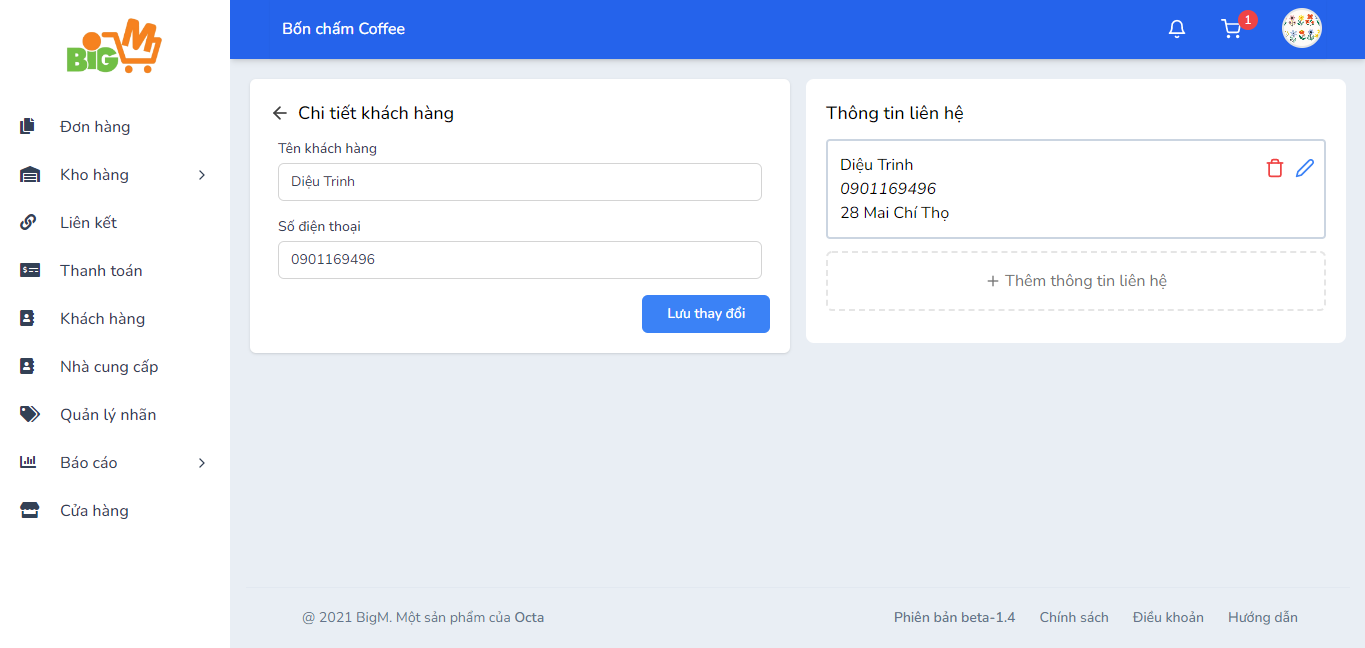 BiGM
Đơn hàng
Kho hàng
Liên kết
Thanh toán
Khách hàng
Nhà cung cấp
Quản lý nhãn
Báo cáo
Cửa hàng
Bốn chấm Coffee
1
Chi tiết khách hàng
Tên khách hàng
Diệu Trinh
Số điện thoại
0901169496
Lưu thay đổi
Thông tin liên hệ
Diệu Trinh
0901169496
28 Mai Chí Thọ
+ Thêm thông tin liên hệ
@ 2021 BigM. Một sản phẩm của Octa
Phiên bản beta-1.4 Chính sách Điều khoản Hướng dẫn